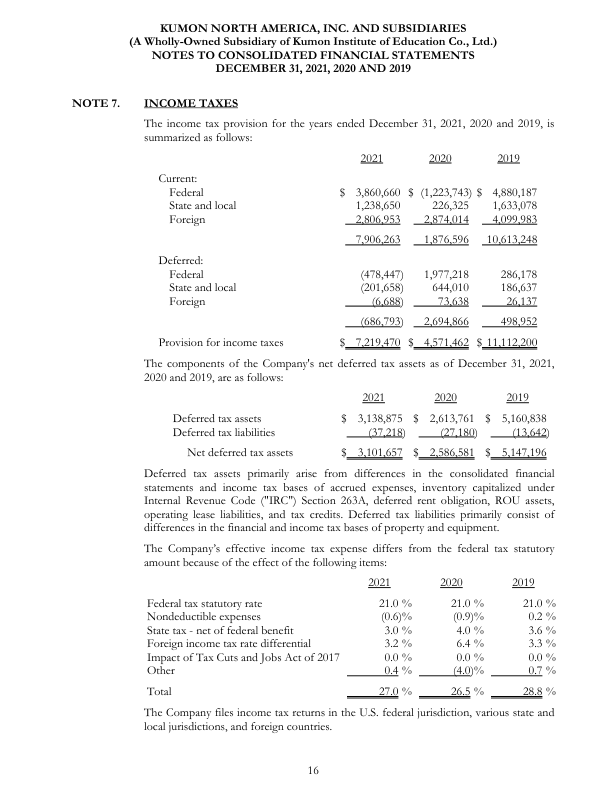 KUMON NORTH AMERICA, INC. AND SUBSIDIARIES
(A Wholly-Owned Subsidiary of Kumon Institute of Education Co., Ltd.)
NOTES TO CONSOLIDATED FINANCIAL STATEMENTS
DECEMBER 31, 2021, 2020 AND 2019
NOTE 7. INCOME TAXES
The income tax provision for the years ended December 31, 2021, 2020 and 2019, is
summarized as follows:
2021 2020 2019
Current:
Federal $ 3,860,660 $ (1,223,743) $ 4,880,187
State and local 1,238,650 226,325 1,633,078
Foreign 2,806,953 2,874,014 4,099,983
7,906,263 1,876,596 10,613,248
Deferred:
Federal (478,447) 1,977,218 286,178
State and local (201,658) 644,010 186,637
Foreign (6,688) 73,638 26,137
(686,793) 2,694,866 498,952
Provision for income taxes $ 7,219,470 $ 4,571,462 $ 11,112,200
The components of the Company's net deferred tax assets as of December 31, 2021,
2020 and 2019, are as follows:
2021 2020 2019
Deferred tax assets $ 3,138,875 $ 2,613,761 $ 5,160,838
Deferred tax liabilities (37,218) (27,180) (13,642)
Net deferred tax assets $ 3,101,657 $ 2,586,581 $ 5,147,196
Deferred tax assets primarily arise from differences in the consolidated financial
statements and income tax bases of accrued expenses, inventory capitalized under
Internal Revenue Code ("IRC") Section 263A, deferred rent obligation, ROU assets,
operating lease liabilities, and tax credits. Deferred tax liabilities primarily consist of
differences in the financial and income tax bases of property and equipment.
The Company's effective income tax expense differs from the federal tax statutory
amount because of the effect of the following items:
2021 2020 2019
Federal tax statutory rate 21.0 % 21.0 % 21.0 %
Nondeductible expenses (0.6)% (0.9)% 0.2 %
State tax - net of federal benefit 3.0 % 4.0 % 3.6 %
Foreign income tax rate differential 3.2 % 6.4 % 3.3 %
Impact of Tax Cuts and Jobs Act of 2017 0.0 % 0.0 % 0.0 %
Other 0.4 % (4.0)% 0.7 %
Total 27.0 % 26.5 % 28.8 %
The Company files income tax returns in the U.S. federal jurisdiction, various state and
local jurisdictions, and foreign countries.
16